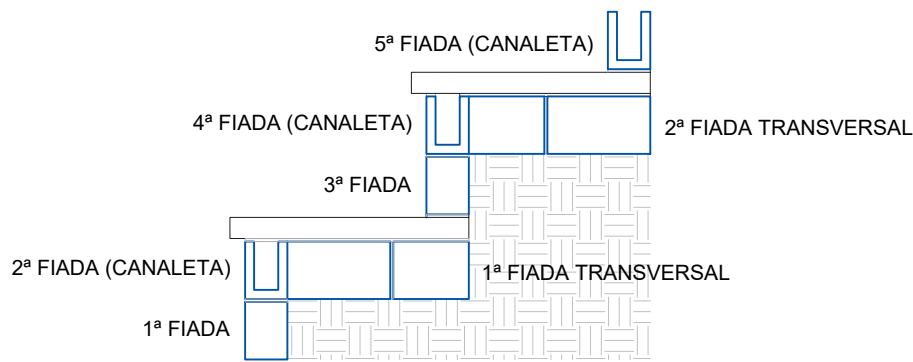 5ª FIADA (CANALETA)
4ª FIADA (CANALETA)
2ª FIADA TRANSVERSAL
3ª FIADA
2ª FIADA (CANALETA)
1ª FIADA TRANSVERSAL
1ª FIADA